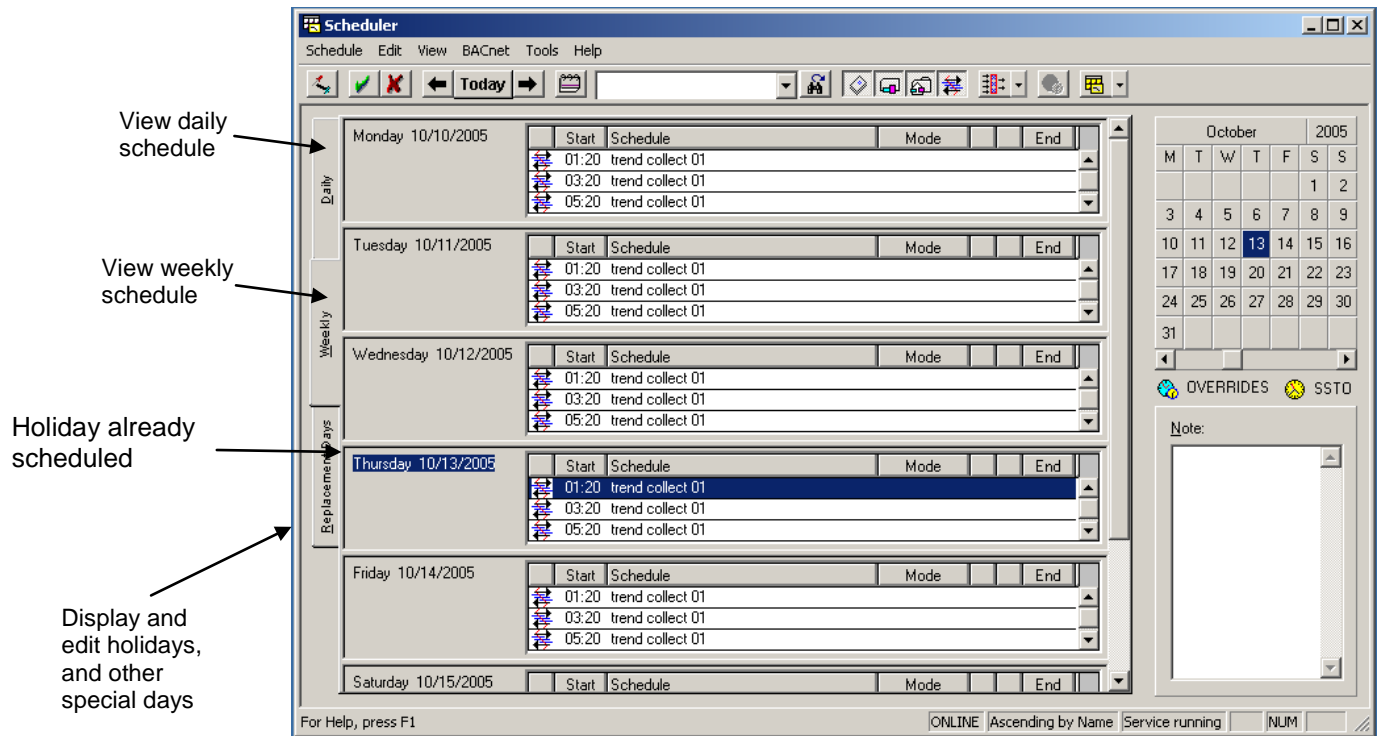 Scheduler
Schedule Edit View BACnet Tools Help
Today
View daily
schedule
View weekly
schedule
Holiday already
scheduled
Display and
edit holidays,
and other
special days
Daily
Weekly
Replacement Days
Monday 10/10/2005
Start Schedule Mode End
01:20 trend collect 01
03:20 trend collect 01
05:20 trend collect 01
Tuesday 10/11/2005
Start Schedule Mode End
01:20 trend collect 01
03:20 trend collect 01
05:20 trend collect 01
Wednesday 10/12/2005
Start Schedule Mode End
01:20 trend collect 01
03:20 trend collect 01
05:20 trend collect 01
Thursday 10/13/2005
Start Schedule Mode End
01:20 trend collect 01
03:20 trend collect 01
05:20 trend collect 01
Friday 10/14/2005
Start Schedule Mode End
01:20 trend collect 01
03:20 trend collect 01
05:20 trend collect 01
Saturday 10/15/2005
Start Schedule Mode End
October 2005
M T W T F S S
1 2
3 4 5 6 7 8 9
10 11 12 13 14 15 16
17 18 19 20 21 22 23
24 25 26 27 28 29 30
31
OVERRIDES SSTO
Note:
For Help, press F1
ONLINE Ascending by Name Service running NUM